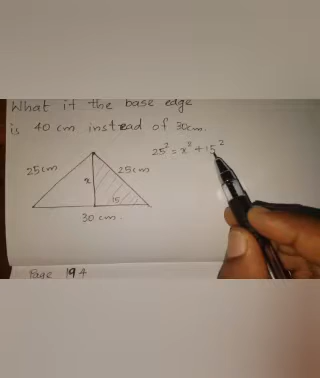 What if the base edge
is 40 cm instead of 30cm.
25² = x² + 15²
25cm
25cm
x
15
30 cm.
Page 194